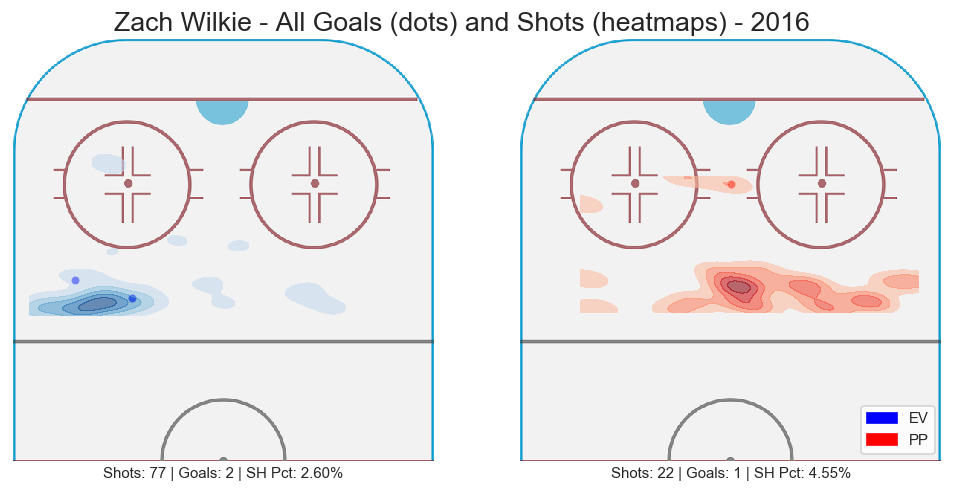 Zach Wilkie - All Goals (dots) and Shots (heatmaps) - 2016
EV
PP
Shots: 77 | Goals: 2 | SH Pct: 2.60%
Shots: 22 | Goals: 1 | SH Pct: 4.55%